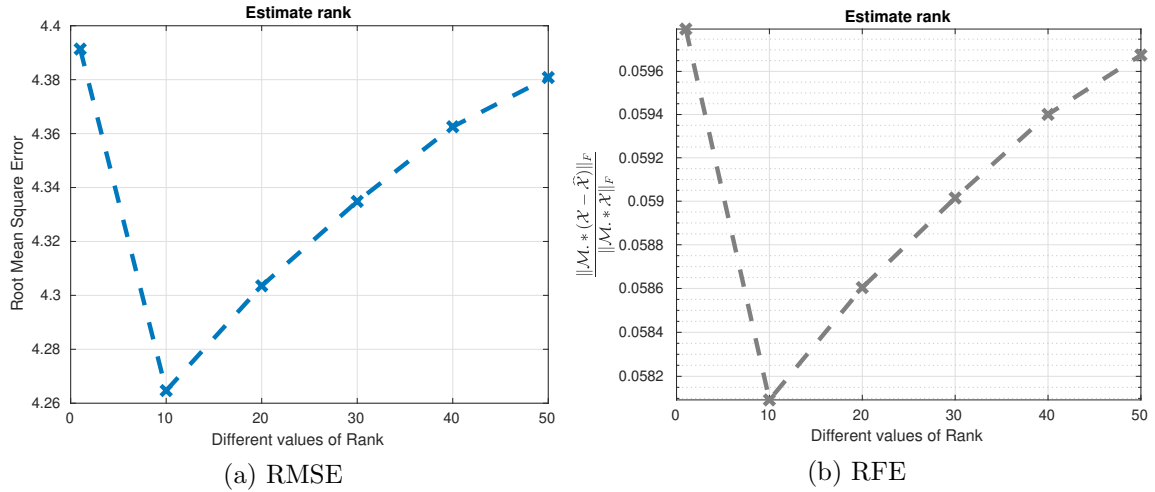 Estimate rank
4.4
4.38
4.36
4.34
4.32
4.3
4.28
4.26
Root Mean Square Error
0 10 20 30 40 50
Different values of Rank
(a) RMSE
Estimate rank
0.0596
0.0594
0.0592
0.059
0.0588
0.0586
0.0584
0.0582
||ℳ.∗(𝒳 − 𝒳̂)||_F
||ℳ.∗𝒳||_F
0 10 20 30 40 50
Different values of Rank
(b) RFE